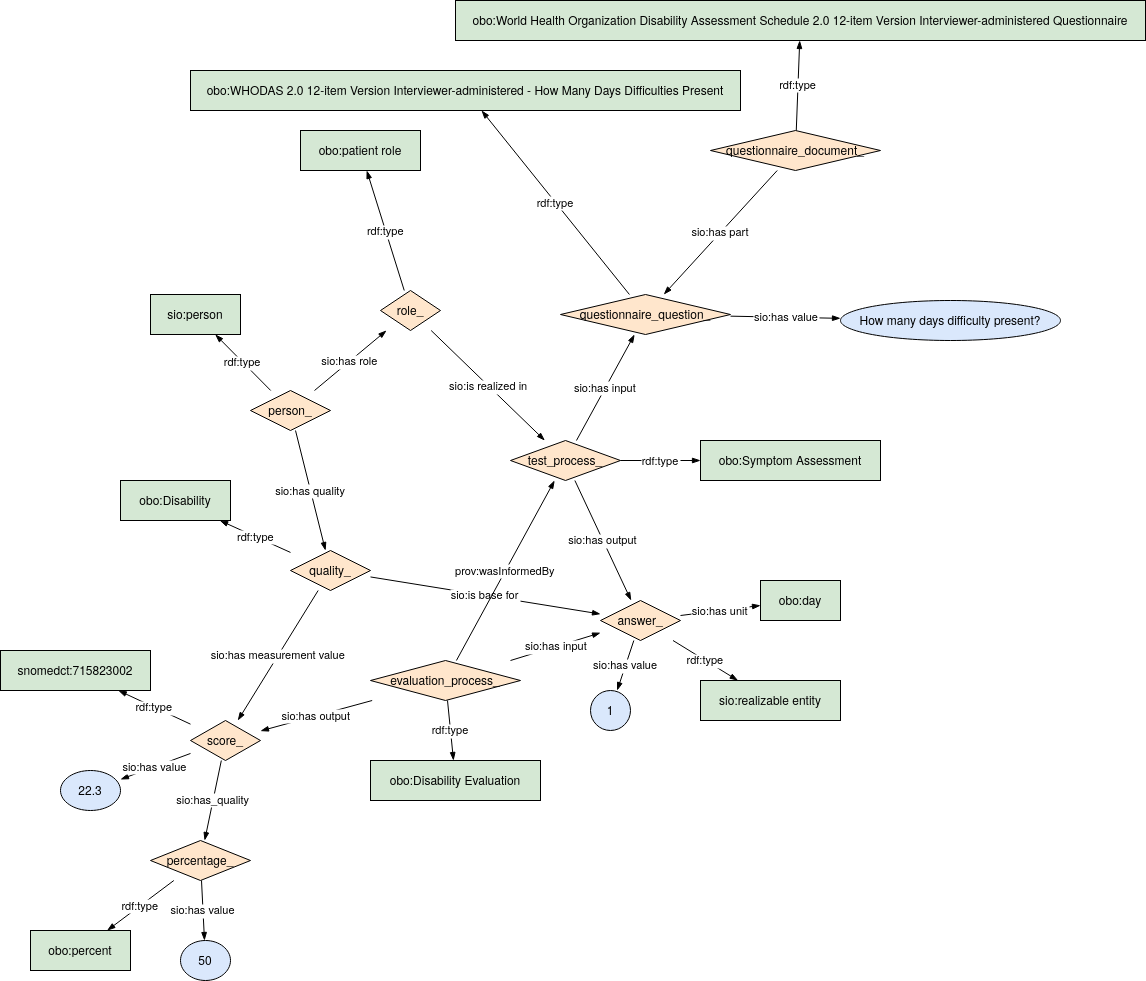 obo:World Health Organization Disability Assessment Schedule 2.0 12-item Version Interviewer-administered Questionnaire
rdf:type
obo:WHODAS 2.0 12-item Version Interviewer-administered - How Many Days Difficulties Present
obo:patient role
questionnaire_document_
rdf:type
rdf:type
sio:has part
sio:person
role_
questionnaire_question_
sio:has value
How many days difficulty present?
rdf:type
sio:has role
sio:is realized in
sio:has input
person_
test_process_
rdf:type
obo:Symptom Assessment
sio:has quality
obo:Disability
rdf:type
sio:has output
quality_
prov:wasInformedBy
sio:is base for
answer_
sio:has unit
obo:day
sio:has input
sio:has measurement value
sio:has value
rdf:type
snomedct:715823002
evaluation_process_
rdf:type
sio:has output
1
sio:realizable entity
score_
rdf:type
sio:has value
obo:Disability Evaluation
22.3
sio:has_quality
percentage_
rdf:type
sio:has value
obo:percent
50